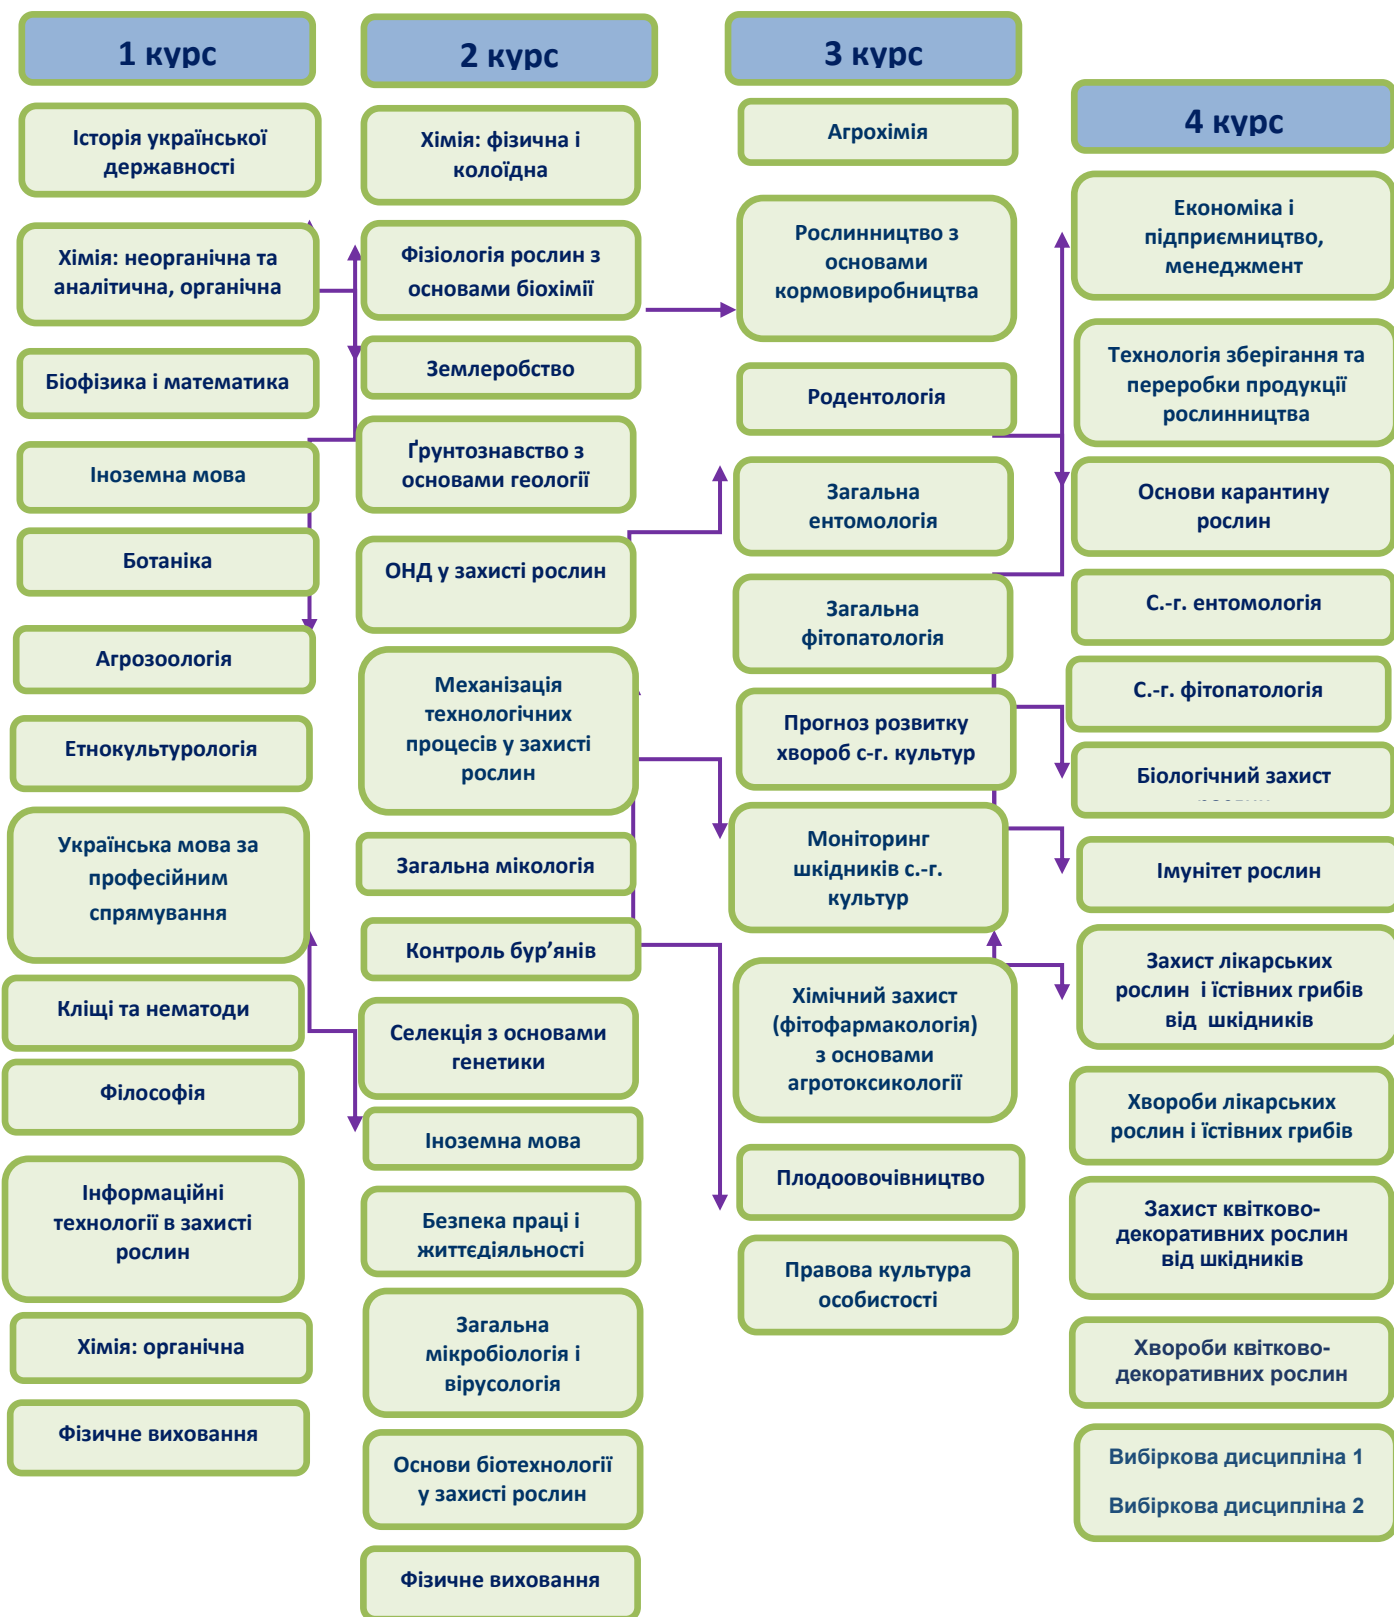 1 курс
Історія української
державності
Хімія: неорганічна та
аналітична, органічна
Біофізика і математика
Іноземна мова
Ботаніка
Агрозоологія
Етнокультурологія
Українська мова за
професійним
спрямування
Кліщі та нематоди
Філософія
Інформаційні
технології в захисті
рослин
Хімія: органічна
Фізичне виховання
2 курс
Хімія: фізична і
колоїдна
Фізіологія рослин з
основами біохімії
Землеробство
Ґрунтознавство з
основами геології
ОНД у захисті рослин
Механізація
технологічних
процесів у захисті
рослин
Загальна мікологія
Контроль бур’янів
Селекція з основами
генетики
Іноземна мова
Безпека праці і
життєдіяльності
Загальна
мікробіологія і
вірусологія
Основи біотехнології
у захисті рослин
Фізичне виховання
3 курс
Агрохімія
Рослинництво з
основами
кормовиробництва
Родентологія
Загальна
ентомологія
Загальна
фітопатологія
Прогноз розвитку
хвороб с-г. культур
Моніторинг
шкідників с.-г.
культур
Хімічний захист
(фітофармакологія)
з основами
агротоксикології
Плодоовочівництво
Правова культура
особистості
4 курс
Економіка і
підприємництво,
менеджмент
Технологія зберігання та
переробки продукції
рослинництва
Основи карантину
рослин
С.-г. ентомологія
С.-г. фітопатологія
Біологічний захист
Імунітет рослин
Захист лікарських
рослин і їстівних грибів
від шкідників
Хвороби лікарських
рослин і їстівних грибів
Захист квітково-
декоративних рослин
від шкідників
Хвороби квітково-
декоративних рослин
Вибіркова дисципліна 1
Вибіркова дисципліна 2